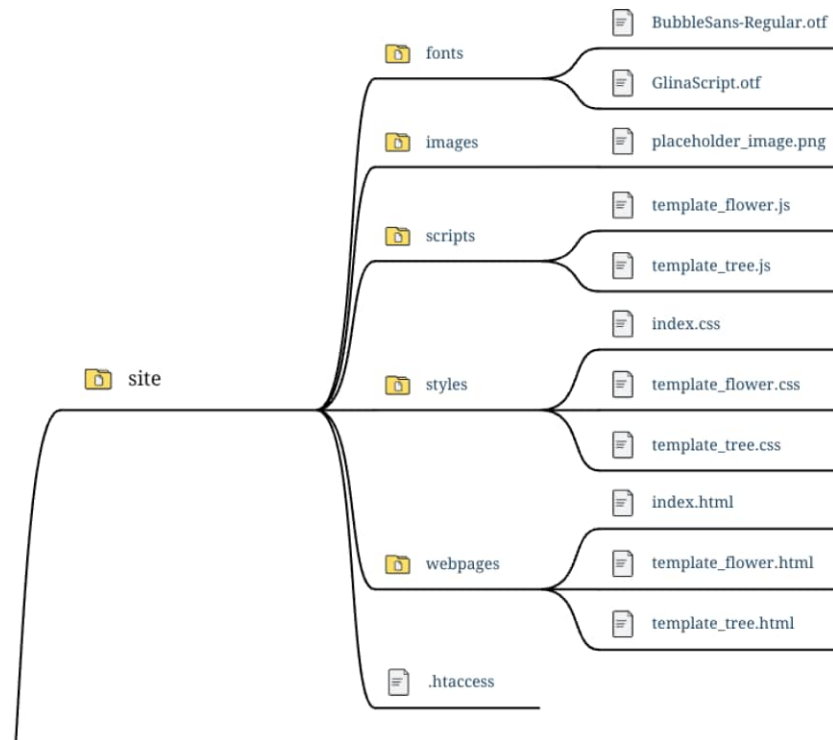 site
fonts
BubbleSans-Regular.otf
GlinaScript.otf
images
placeholder_image.png
scripts
template_flower.js
template_tree.js
styles
index.css
template_flower.css
template_tree.css
webpages
index.html
template_flower.html
template_tree.html
.htaccess